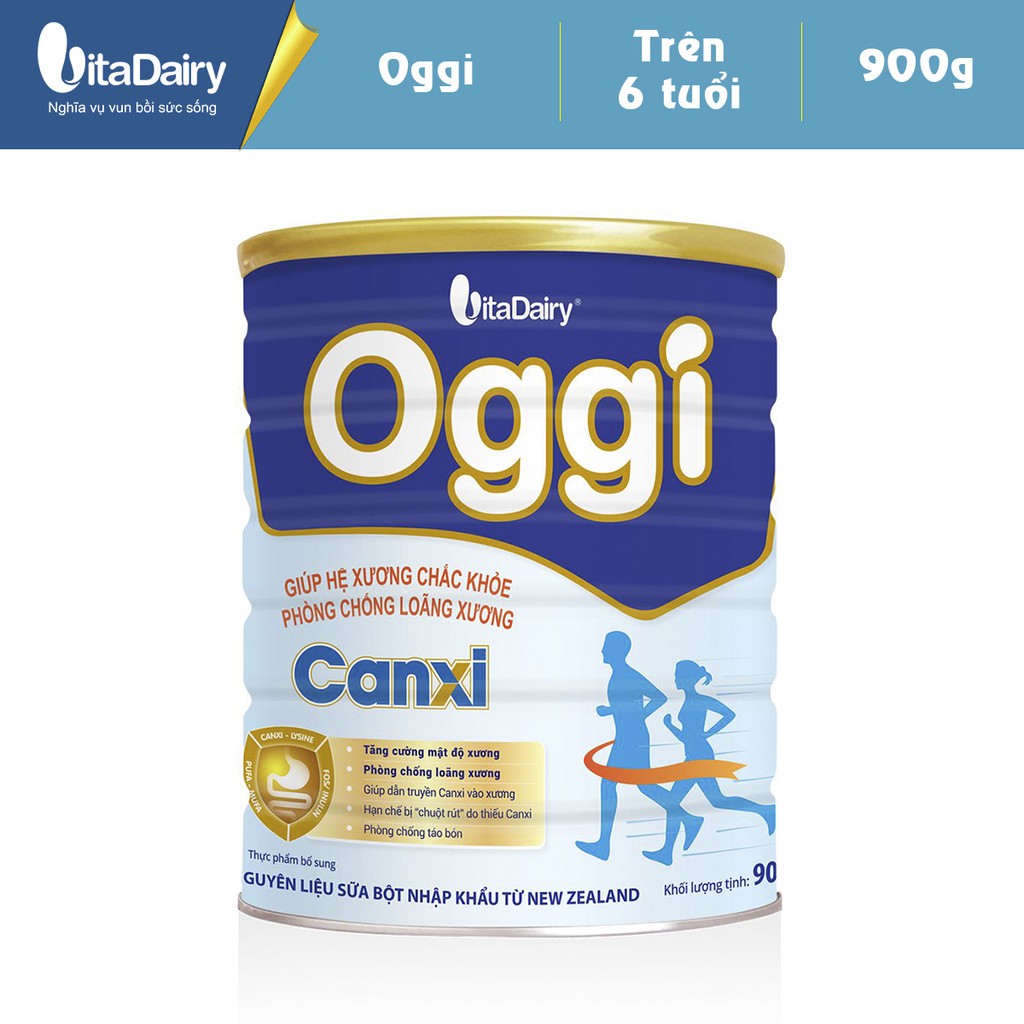 VitaDairy
Nghĩa vụ vun bồi sức sống
Oggi
Trên
6 tuổi
900g
VitaDairy®
Oggi
GIÚP HỆ XƯƠNG CHẮC KHỎE
PHÒNG CHỐNG LOÃNG XƯƠNG
Canxi
CANXI - LYSINE
PUFA - MUFA
FOS/ INULIN
• Tăng cường mật độ xương
• Phòng chống loãng xương
• Giúp dẫn truyền Canxi vào xương
• Hạn chế bị "chuột rút" do thiếu Canxi
• Phòng chống táo bón
Thực phẩm bổ sung
GUYÊN LIỆU SỮA BỘT NHẬP KHẨU TỪ NEW ZEALAND
Khối lượng tịnh: 90